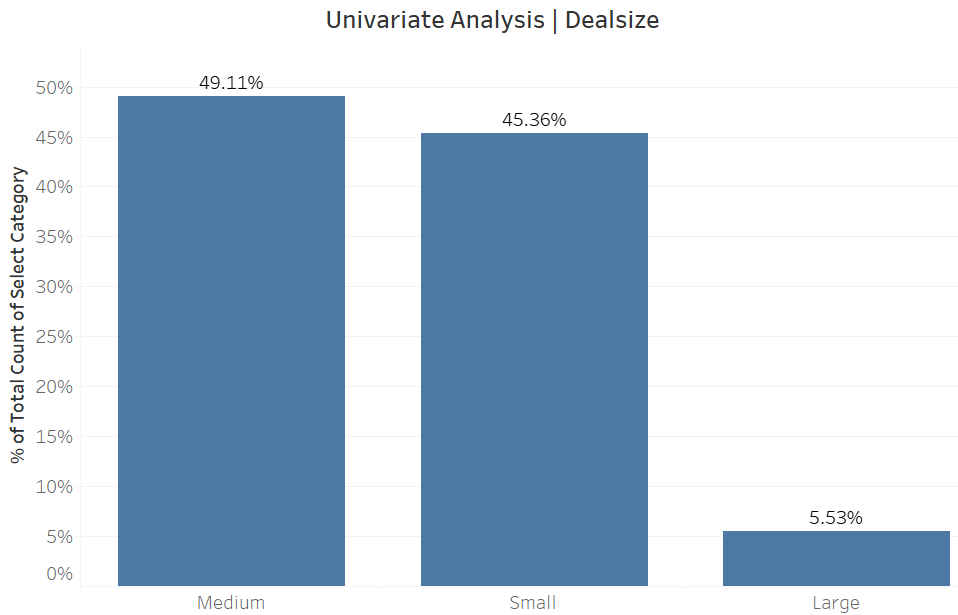 Univariate Analysis | Dealsize
% of Total Count of Select Category
50%
45%
40%
35%
30%
25%
20%
15%
10%
5%
0%
49.11%
45.36%
5.53%
Medium
Small
Large